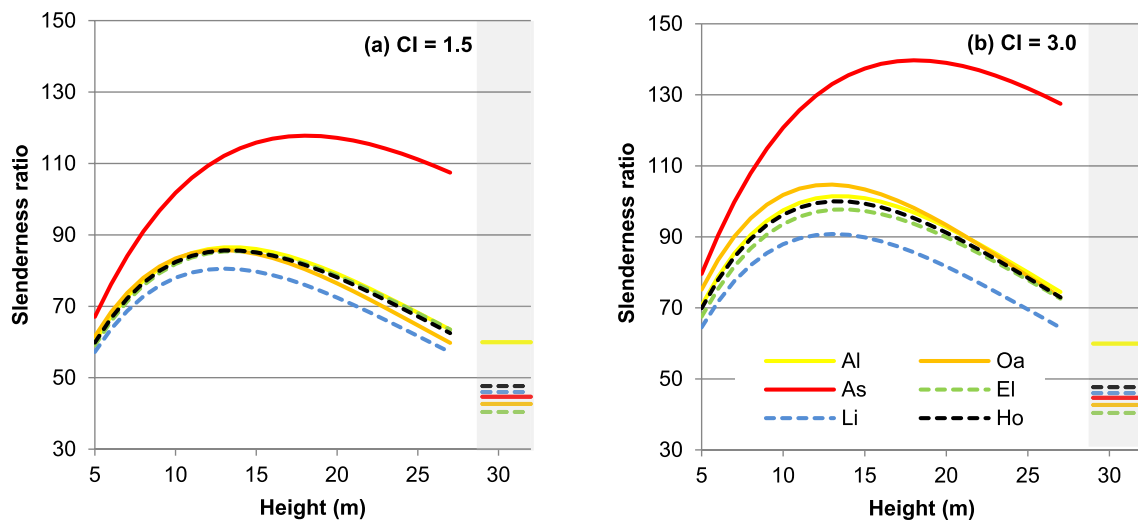 (a) CI = 1.5
Slenderness ratio
150
130
110
90
70
50
30
5
10
15
20
25
30
Height (m)
(b) CI = 3.0
Slenderness ratio
150
130
110
90
70
50
30
Al
Oa
As
El
Li
Ho
5
10
15
20
25
30
Height (m)